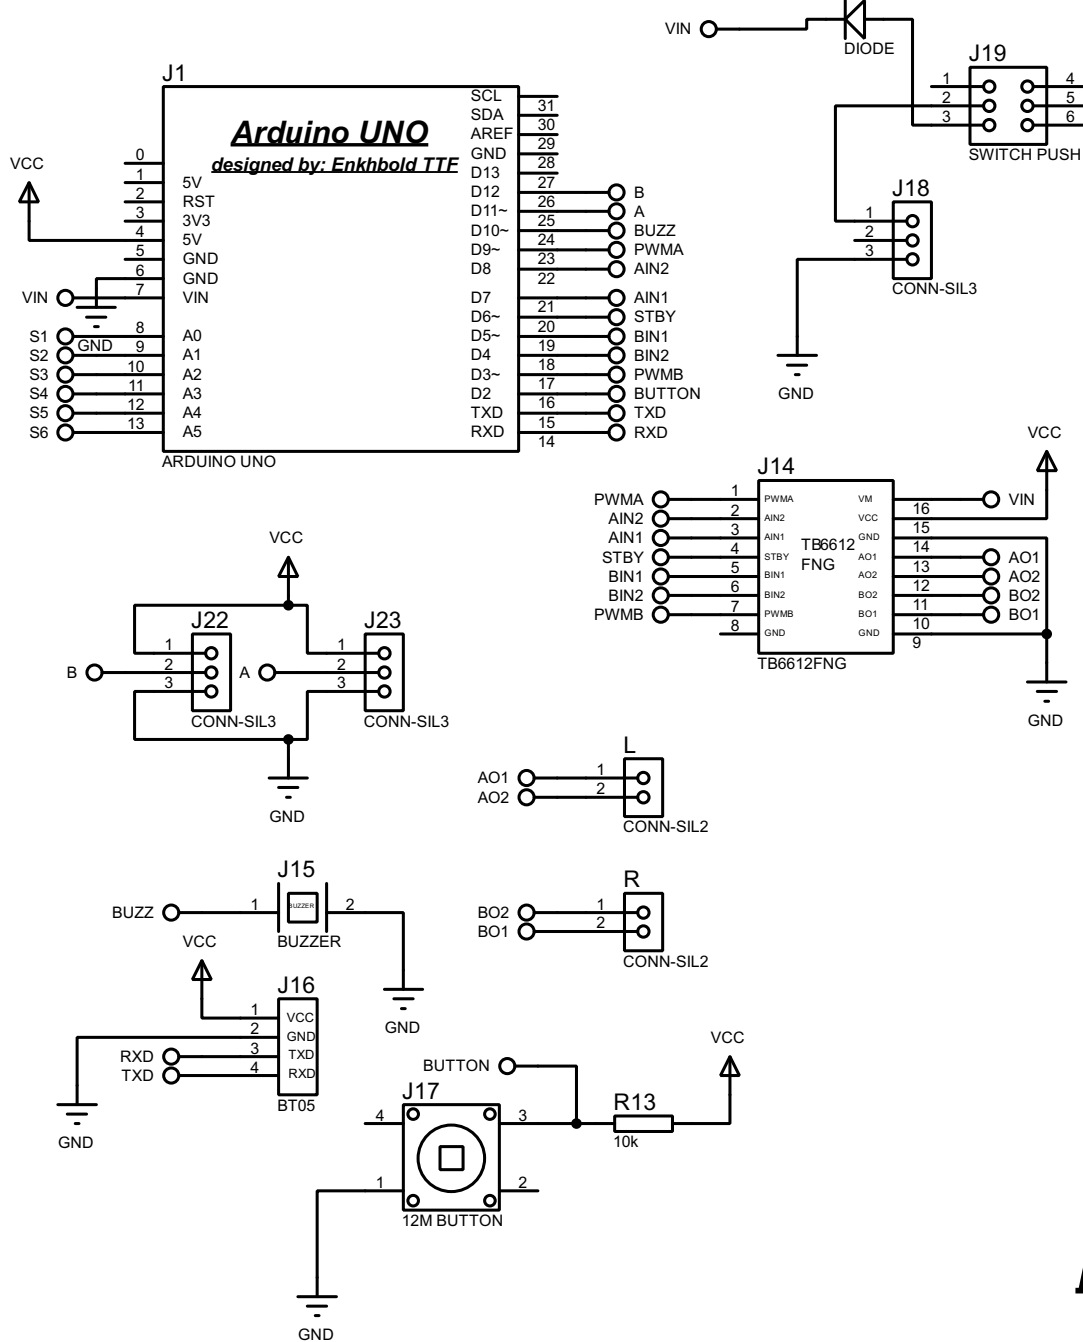 VIN
DIODE
J19
1 4
2 5
3 6
SWITCH PUSH
J18
1
2
3
CONN-SIL3
GND
J1
Arduino UNO
designed by: Enkhbold TTF
VCC
0
1 5V
2 RST
3 3V3
4 5V
5 GND
6 GND
VIN 7 VIN
GND
S1 8 A0
S2 9 A1
S3 10 A2
S4 11 A3
S5 12 A4
S6 13 A5
SCL 31
SDA 30
AREF 29
GND 28
D13 27
D12 26 B
D11~ 25 A
D10~ 24 BUZZ
D9~ 23 PWMA
D8 22 AIN2
D7 21 AIN1
D6~ 20 STBY
D5~ 19 BIN1
D4 18 BIN2
D3~ 17 PWMB
D2 16 BUTTON
TXD 15 TXD
RXD 14 RXD
ARDUINO UNO
VCC
J14
PWMA 1 PWMA VM 16 VIN
AIN2 2 AIN2 VCC 15
AIN1 3 AIN1 GND 14
STBY 4 STBY AO1 13 AO1
BIN1 5 BIN1 AO2 12 AO2
BIN2 6 BIN2 BO2 11 BO2
PWMB 7 PWMB BO1 10 BO1
8 GND GND 9
TB6612
FNG
TB6612FNG
GND
VCC
J22
1
B 2
3
CONN-SIL3
J23
1
A 2
3
CONN-SIL3
GND
L
AO1 1
AO2 2
CONN-SIL2
R
BO2 1
BO1 2
CONN-SIL2
J15
BUZZ 1 BUZZER 2
BUZZER
GND
VCC
J16
1 VCC
2 GND
RXD 3 TXD
TXD 4 RXD
BT05
GND
BUTTON
J17
4 3
1 2
12M BUTTON
R13
10k
VCC
GND